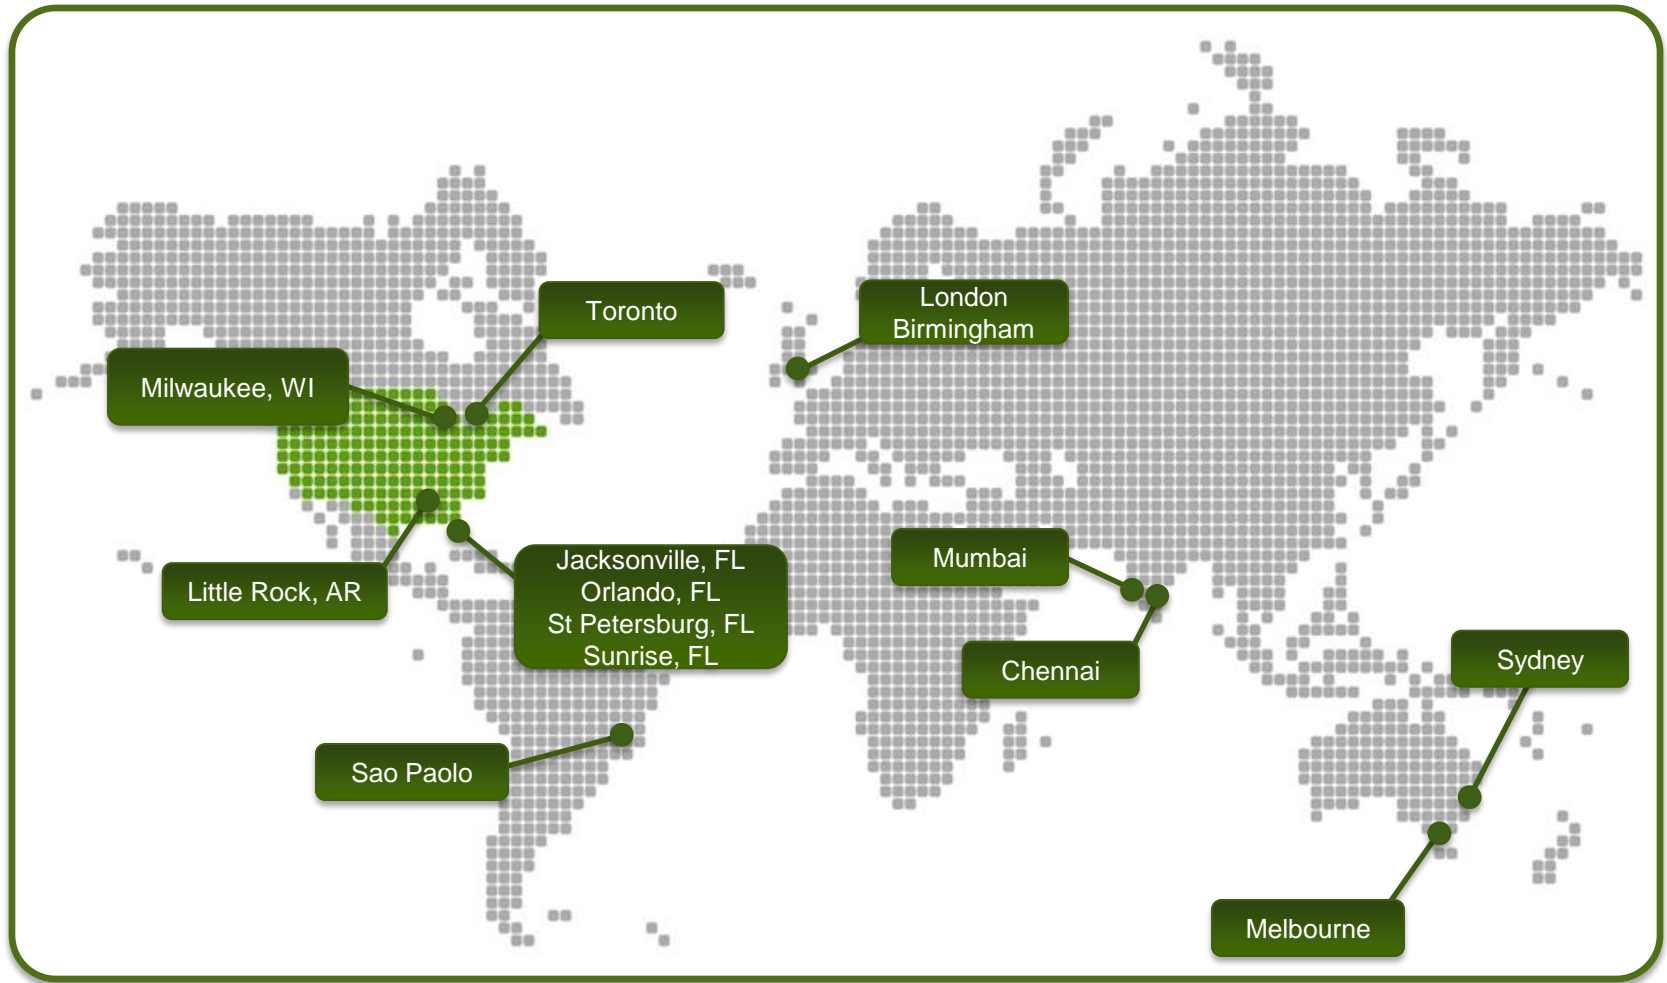 Toronto
London
Birmingham
Milwaukee, WI
Little Rock, AR
Jacksonville, FL
Orlando, FL
St Petersburg, FL
Sunrise, FL
Mumbai
Chennai
Sydney
Sao Paolo
Melbourne